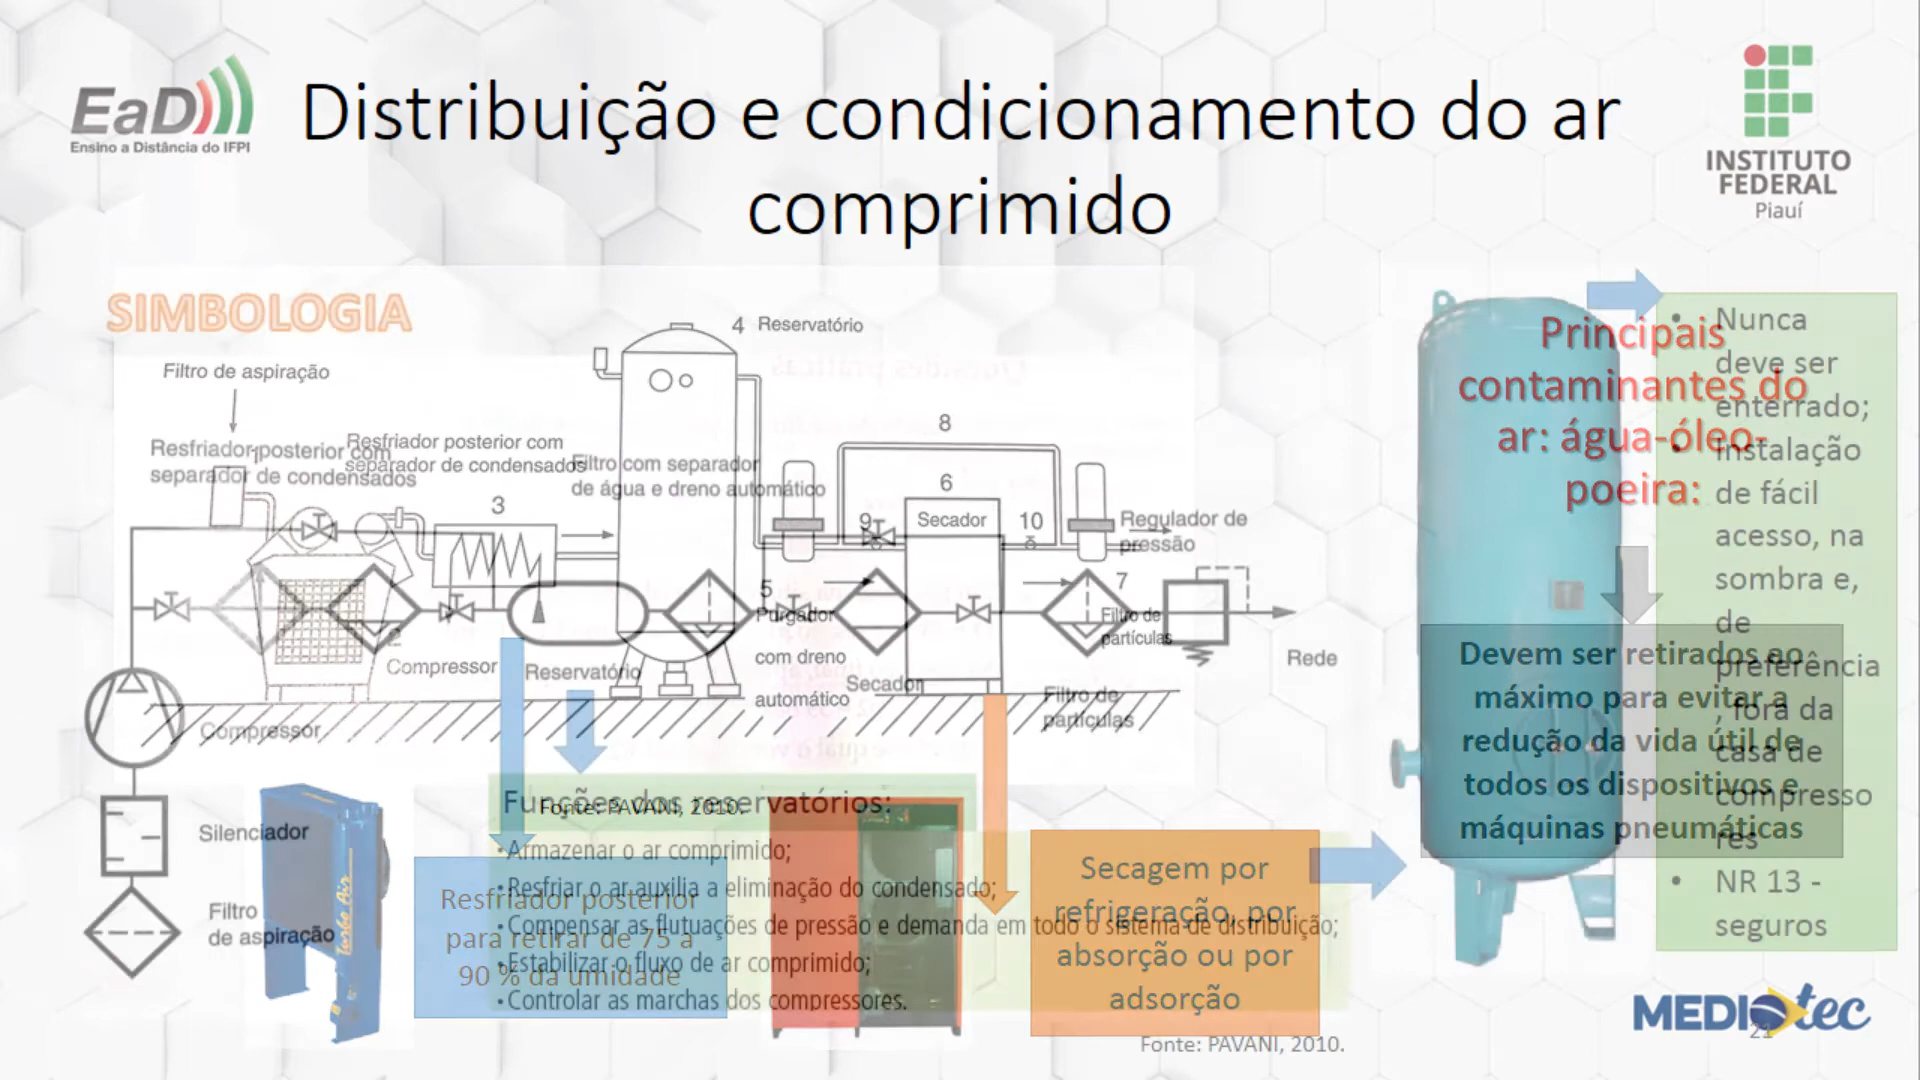 EaD
Ensino a Distância do IFPI
Distribuição e condicionamento do ar
comprimido
INSTITUTO
FEDERAL
Piauí
SIMBOLOGIA
4 Reservatório
Filtro de aspiração
Resfriador posterior com
separador de condensados
Resfriador posterior com
separador de condensados
Filtro com separador
de água e dreno automático
1
2
3
8
6
Secador
9
10
Regulador de
pressão
5
Purgador
com dreno
automático
7
Filtro de
partículas
Compressor
Reservatório
Secador
Filtro de
partículas
Rede
Compressor
Silenciador
Filtro
de aspiração
Turbo Air
Fonte: PAVANI, 2010.
Funções dos reservatórios:
• Armazenar o ar comprimido;
• Resfriar o ar auxilia a eliminação do condensado;
• Compensar as flutuações de pressão e demanda em todo o sistema de distribuição;
• Estabilizar o fluxo de ar comprimido;
• Controlar as marchas dos compressores.
Resfriador posterior
para retirar de 75 a
90 % da umidade
Secagem por
refrigeração, por
absorção ou por
adsorção
Fonte: PAVANI, 2010.
Principais
contaminantes do
ar: água-óleo-
poeira:
Devem ser retirados ao
máximo para evitar a
redução da vida útil de
todos os dispositivos e
máquinas pneumáticas
• Nunca
deve ser
enterrado;
• Instalação
de fácil
acesso, na
sombra e,
de
preferência
, fora da
casa de
compresso
res
• NR 13 -
seguros
MEDIOtec
21